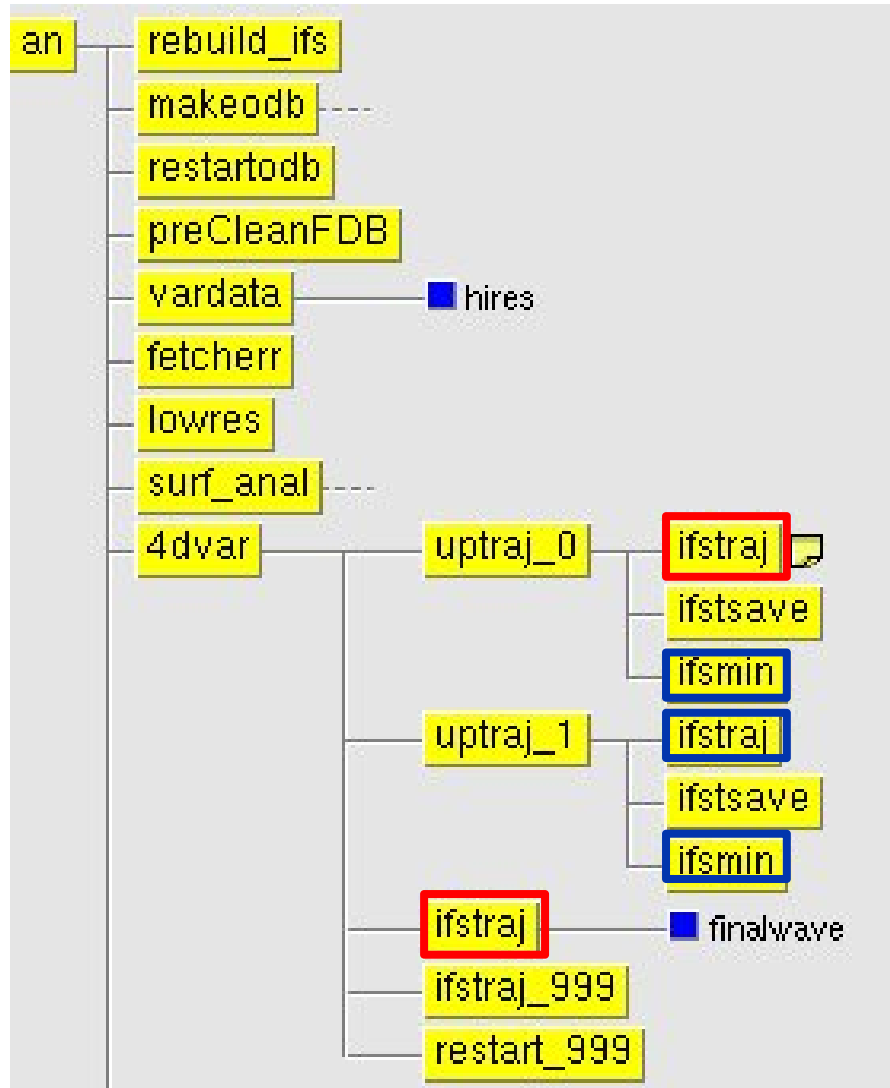 an
rebuild_ifs
makeodb
restartodb
preCleanFDB
vardata
hires
fetcherr
lowres
surf_anal
4dvar
uptraj_0
ifstraj
ifstsave
ifsmin
uptraj_1
ifstraj
ifstsave
ifsmin
ifstraj
finalwave
ifstraj_999
restart_999